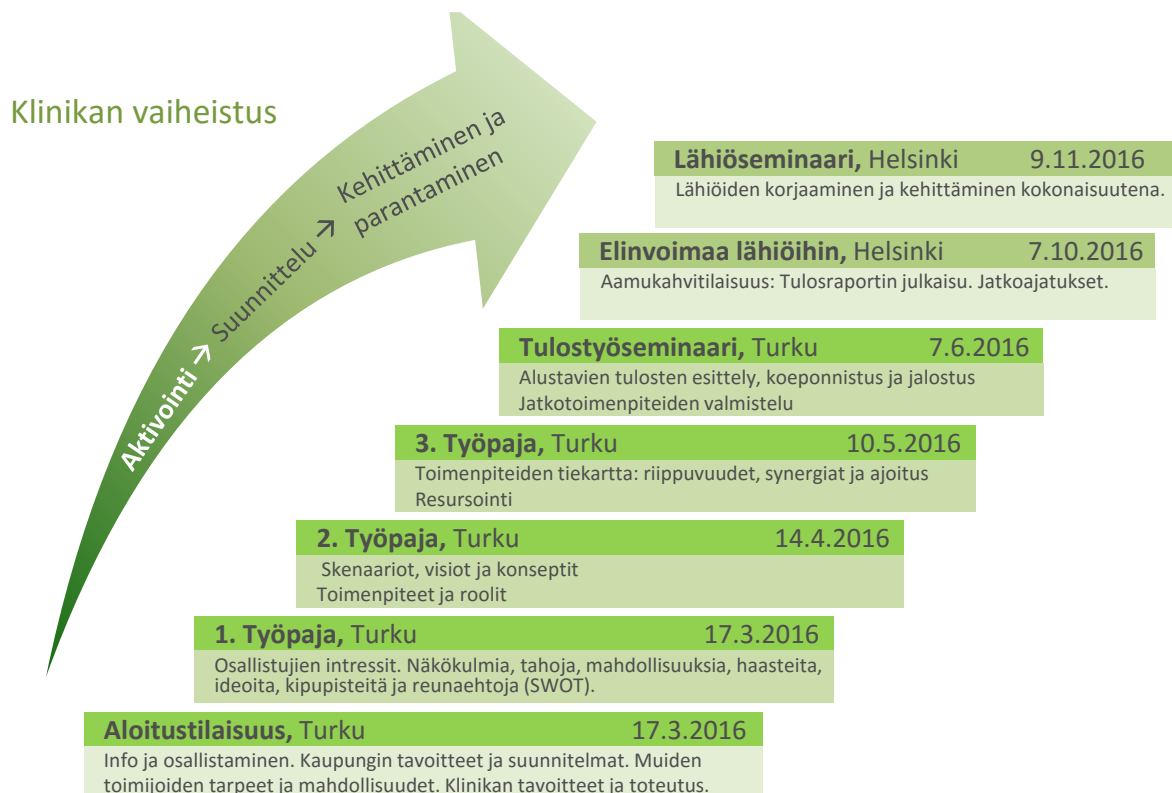 Klinikan vaiheistus
Aktivointi → Suunnittelu → Kehittäminen ja
parantaminen
Lähiöseminaari, Helsinki 9.11.2016
Lähiöiden korjaaminen ja kehittäminen kokonaisuutena.
Elinvoimaa lähiöihin, Helsinki 7.10.2016
Aamukahvitilaisuus: Tulosraportin julkaisu. Jatkoajatukset.
Tulostyöseminaari, Turku 7.6.2016
Alustavien tulosten esittely, koeponnistus ja jalostus
Jatkotoimenpiteiden valmistelu
3. Työpaja, Turku 10.5.2016
Toimenpiteiden tiekartta: riippuvuudet, synergiat ja ajoitus
Resursointi
2. Työpaja, Turku 14.4.2016
Skenaariot, visiot ja konseptit
Toimenpiteet ja roolit
1. Työpaja, Turku 17.3.2016
Osallistujien intressit. Näkökulmia, tahoja, mahdollisuuksia, haasteita,
ideoita, kipupisteitä ja reunaehtoja (SWOT).
Aloitustilaisuus, Turku 17.3.2016
Info ja osallistaminen. Kaupungin tavoitteet ja suunnitelmat. Muiden
toimijoiden tarpeet ja mahdollisuudet. Klinikan tavoitteet ja toteutus.